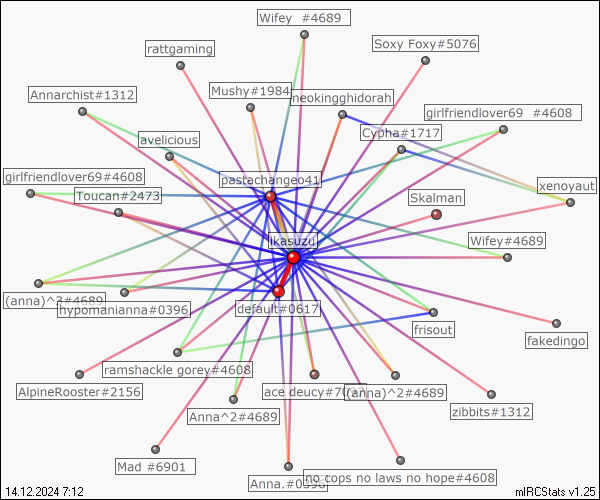 Wifey #4689
Soxy Foxy#5076
rattgaming
Mushy#1984
Annarchist#1312
neokingghidorah
girlfriendlover69 #4608
Cypha#1717
lavelicious
girlfriendlover69#4608
pastachangeo41
xenoyaut
Toucan#2473
Skalman
ikasuzu
Wifey#4689
(anna)^2#4689
hypomanianna#0396
default#0617
frisout
fakedingo
ramshackle gorey#4608
AlpineRooster#2156
ace deucy#
(anna)^2#4689
zibbits#1312
Anna^2#4689
Mad #6901
Anna.#0396
no cops no laws no hope#4608
14.12.2024 7:12
mIRCStats v1.25